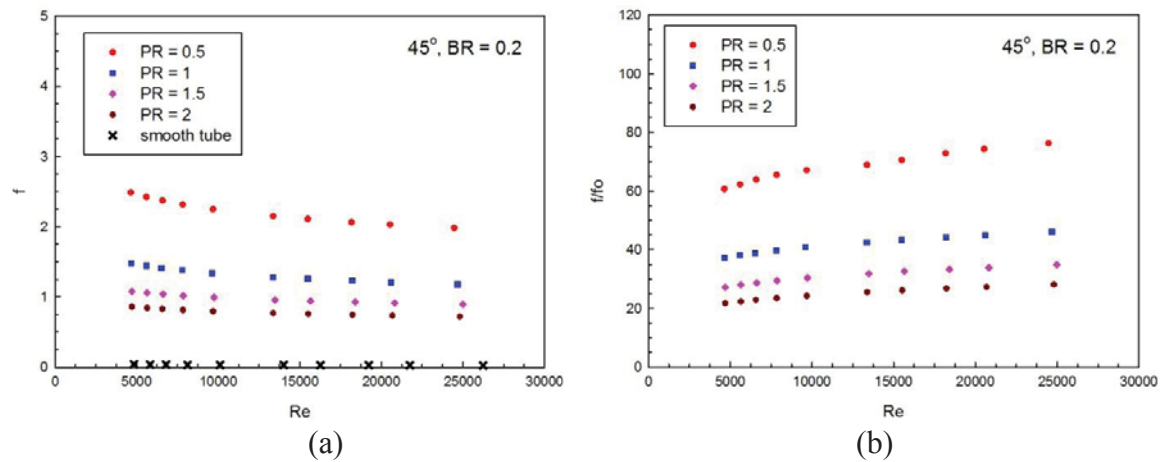 5
4
3
2
1
0
f
45°, BR = 0.2
PR = 0.5
PR = 1
PR = 1.5
PR = 2
smooth tube
0 5000 10000 15000 20000 25000 30000
Re
(a)
120
100
80
60
40
20
0
f/fo
45°, BR = 0.2
PR = 0.5
PR = 1
PR = 1.5
PR = 2
0 5000 10000 15000 20000 25000 30000
Re
(b)